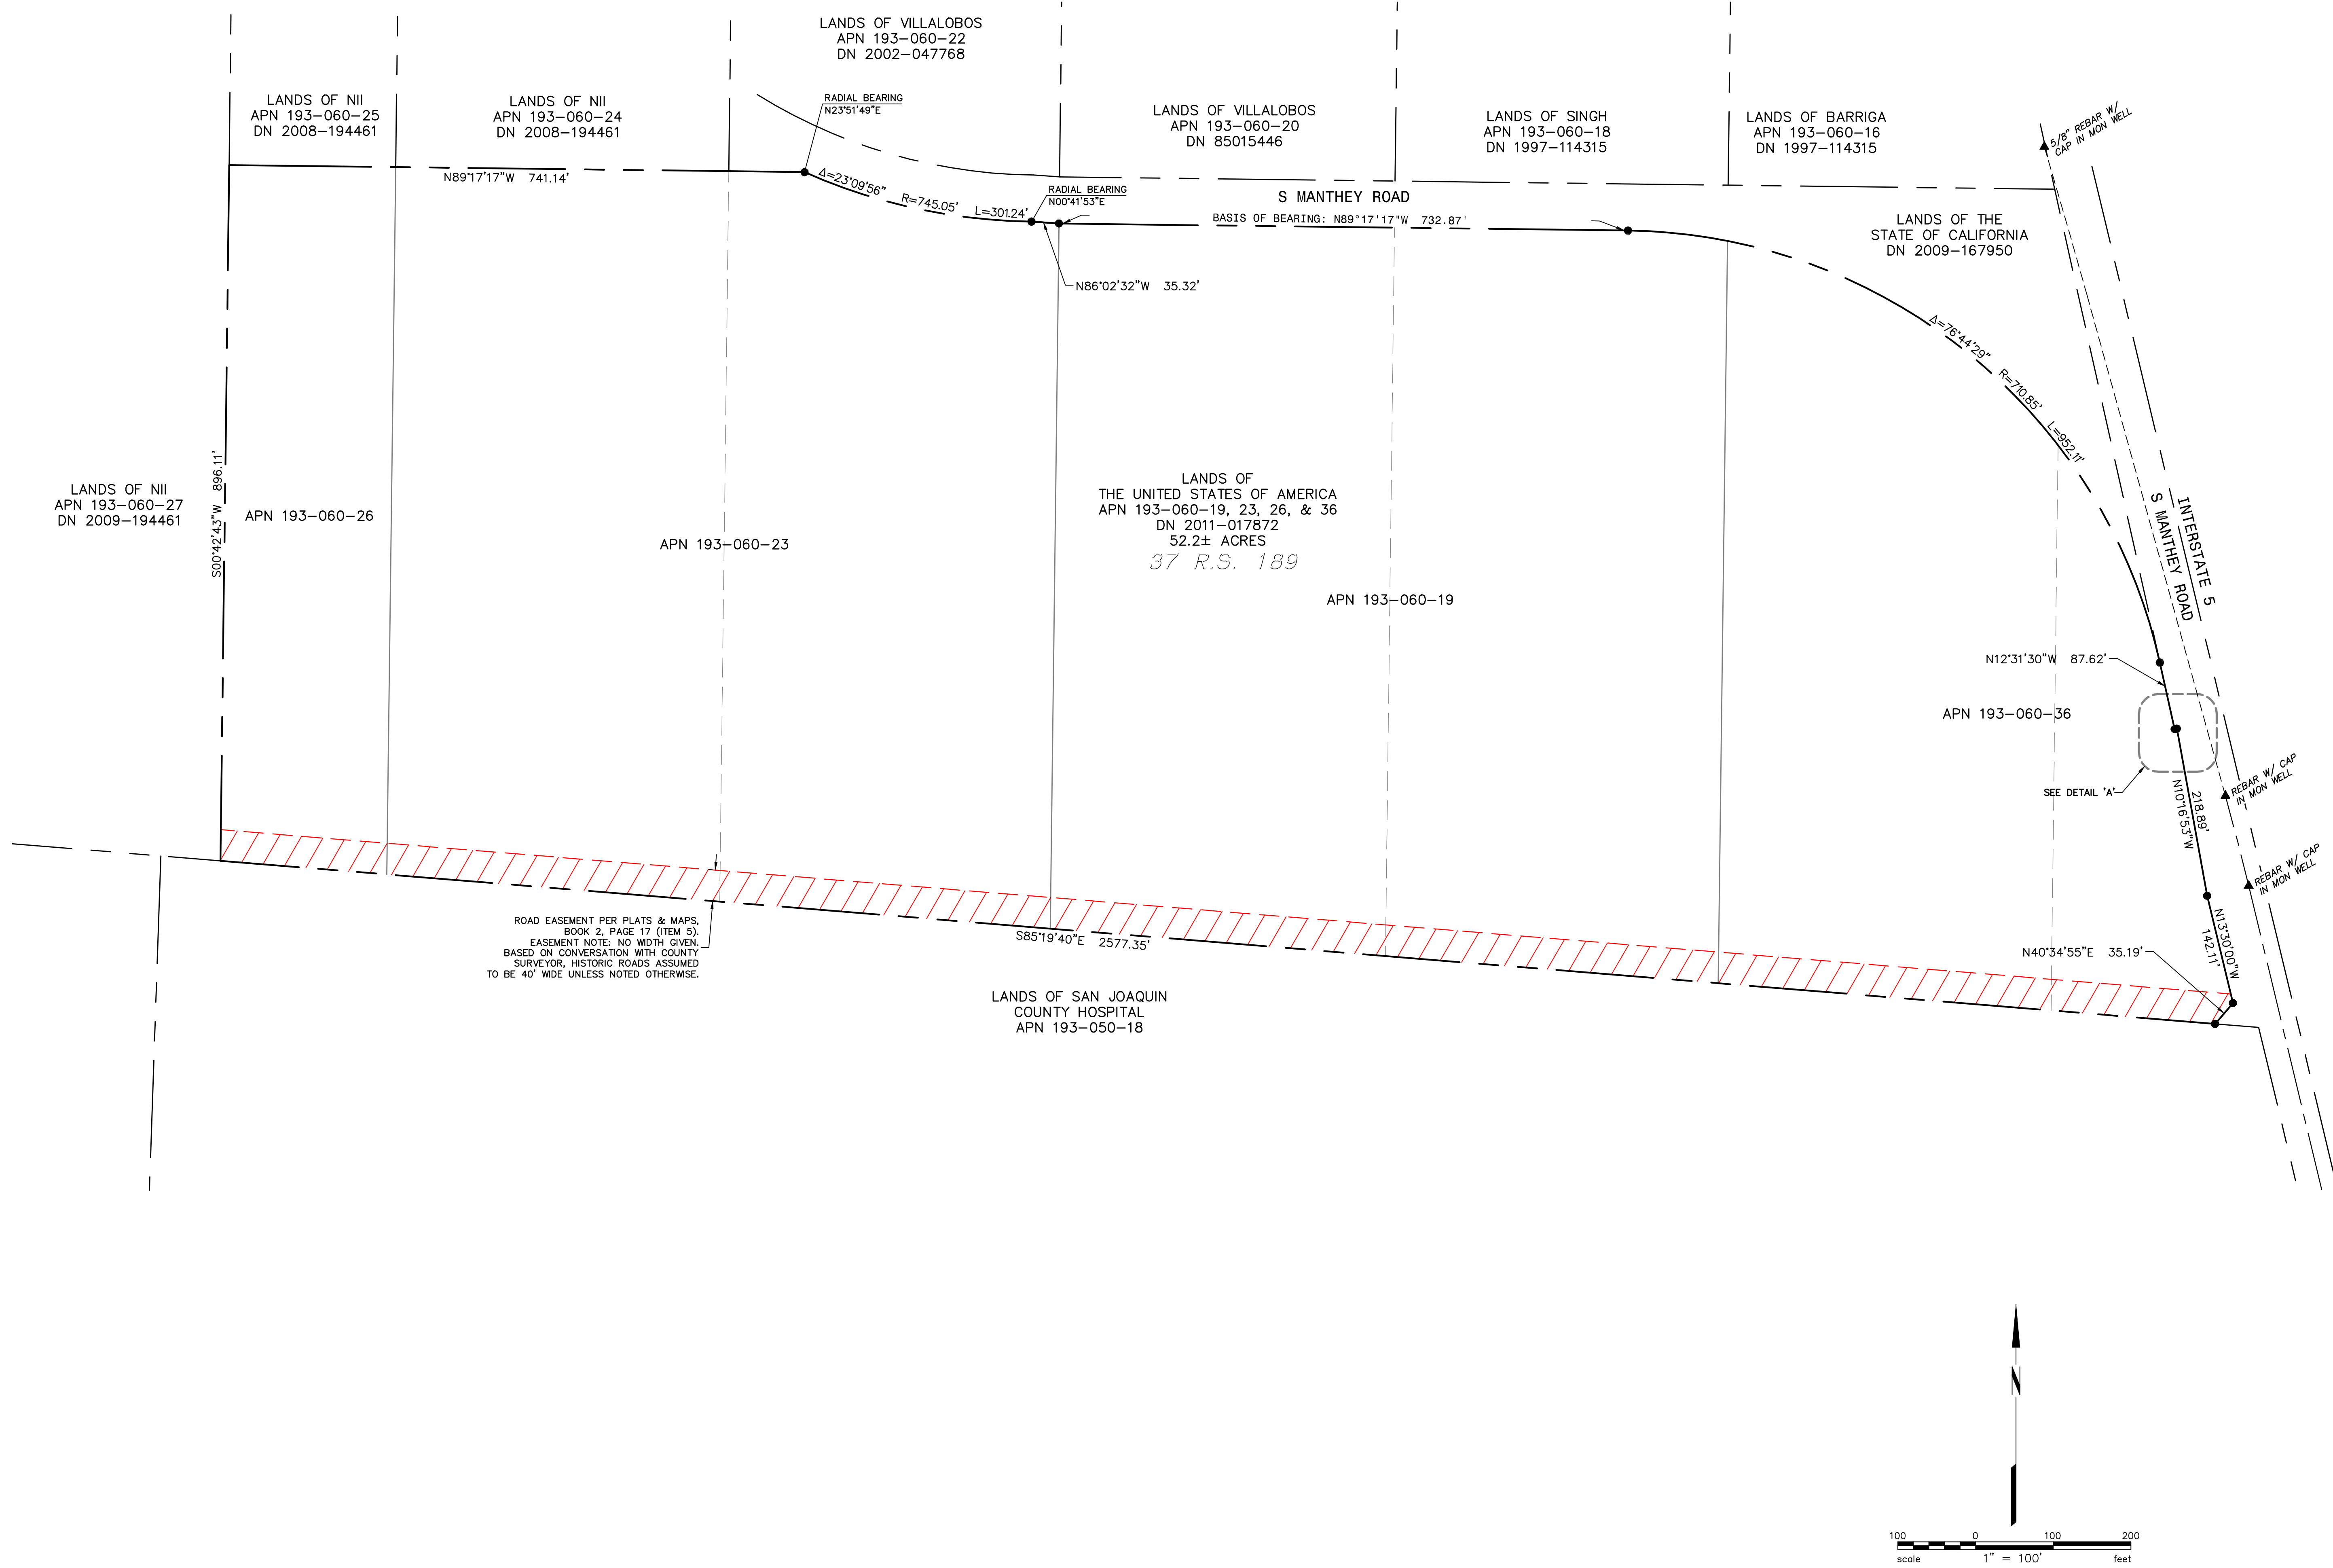 LANDS OF VILLALOBOS
APN 193-060-22
DN 2002-047768
LANDS OF NII
APN 193-060-25
DN 2008-194461
LANDS OF NII
APN 193-060-24
DN 2008-194461
RADIAL BEARING
N23°51'49"E
LANDS OF VILLALOBOS
APN 193-060-20
DN 85015446
LANDS OF SINGH
APN 193-060-18
DN 1997-114315
LANDS OF BARRIGA
APN 193-060-16
DN 1997-114315
5/8" REBAR W/
CAP IN MON WELL
N89°17'17"W 741.14'
Δ=23°09'56" R=745.05' L=301.24'
RADIAL BEARING
N00°41'53"E
S MANTHEY ROAD
BASIS OF BEARING: N89°17'17"W 732.87'
LANDS OF THE
STATE OF CALIFORNIA
DN 2009-167950
N86°02'32"W 35.32'
Δ=76°44'29" R=710.85' L=952.11'
LANDS OF NII
APN 193-060-27
DN 2009-194461
S00°42'43"W 896.11'
APN 193-060-26
APN 193-060-23
LANDS OF
THE UNITED STATES OF AMERICA
APN 193-060-19, 23, 26, & 36
DN 2011-017872
52.2± ACRES
37 R.S. 189
APN 193-060-19
INTERSTATE 5
S MANTHEY ROAD
N12°31'30"W 87.62'
APN 193-060-36
SEE DETAIL 'A'
REBAR W/ CAP
IN MON WELL
218.89'
N10°16'53"W
REBAR W/ CAP
IN MON WELL
N13°30'00"W
142.11'
N40°34'55"E 35.19'
ROAD EASEMENT PER PLATS & MAPS,
BOOK 2, PAGE 17 (ITEM 5).
EASEMENT NOTE: NO WIDTH GIVEN.
BASED ON CONVERSATION WITH COUNTY
SURVEYOR, HISTORIC ROADS ASSUMED
TO BE 40' WIDE UNLESS NOTED OTHERWISE.
S85°19'40"E 2577.35'
LANDS OF SAN JOAQUIN
COUNTY HOSPITAL
APN 193-050-18
N
100 0 100 200
scale 1" = 100' feet